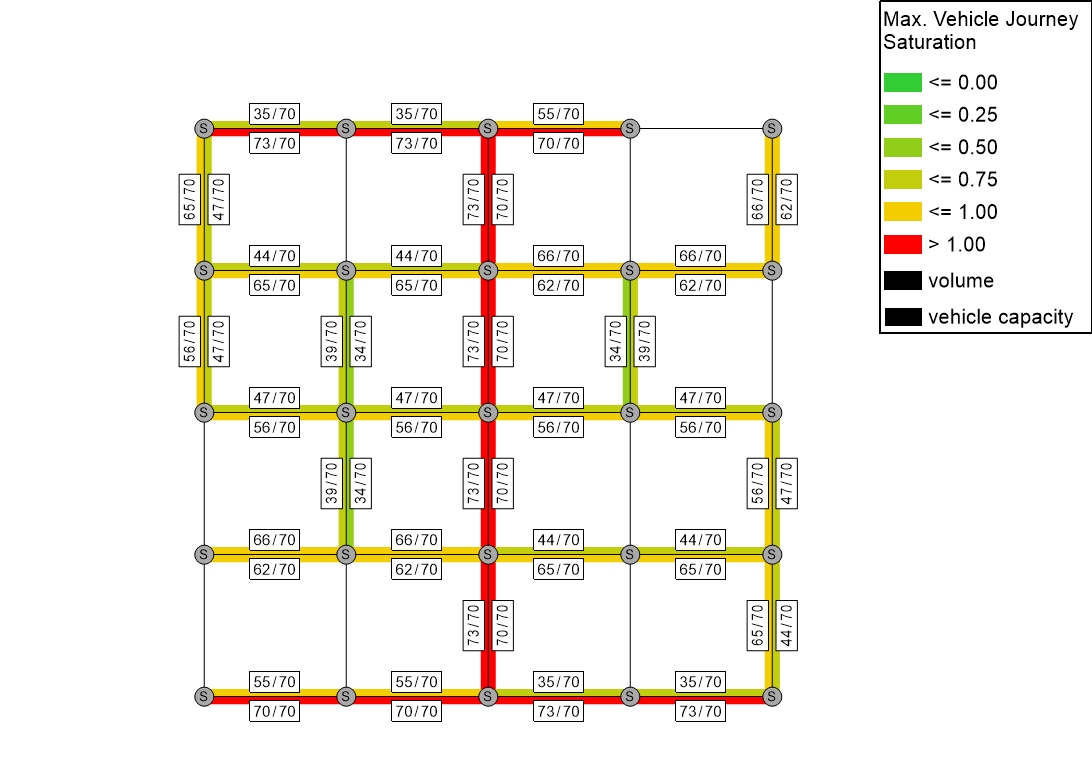 Max. Vehicle Journey
Saturation
<= 0.00
<= 0.25
<= 0.50
<= 0.75
<= 1.00
> 1.00
volume
vehicle capacity
35/70 35/70 55/70
S S S S S
73/70 73/70 70/70
65/70 47/70 73/70 70/70 66/70 62/70
44/70 44/70 66/70 66/70
S S S S S
65/70 65/70 62/70 62/70
56/70 47/70 39/70 34/70 73/70 70/70 34/70 39/70
47/70 47/70 47/70 47/70
S S S S S
56/70 56/70 56/70 56/70
39/70 34/70 73/70 70/70 56/70 47/70
66/70 66/70 44/70 44/70
S S S S S
62/70 62/70 65/70 65/70
73/70 70/70 65/70 44/70
55/70 55/70 35/70 35/70
S S S S S
70/70 70/70 73/70 73/70